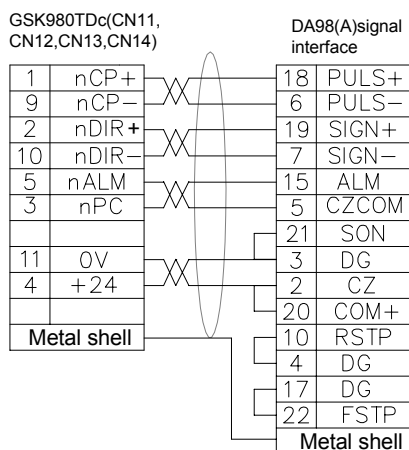 GSK980TDc(CN11,
CN12,CN13,CN14)
DA98(A)signal
interface
1 nCP+
9 nCP−
2 nDIR+
10 nDIR−
5 nALM
3 nPC
11 0V
4 +24
Metal shell
18 PULS+
6 PULS−
19 SIGN+
7 SIGN−
15 ALM
5 CZCOM
21 SON
3 DG
2 CZ
20 COM+
10 RSTP
4 DG
17 DG
22 FSTP
Metal shell